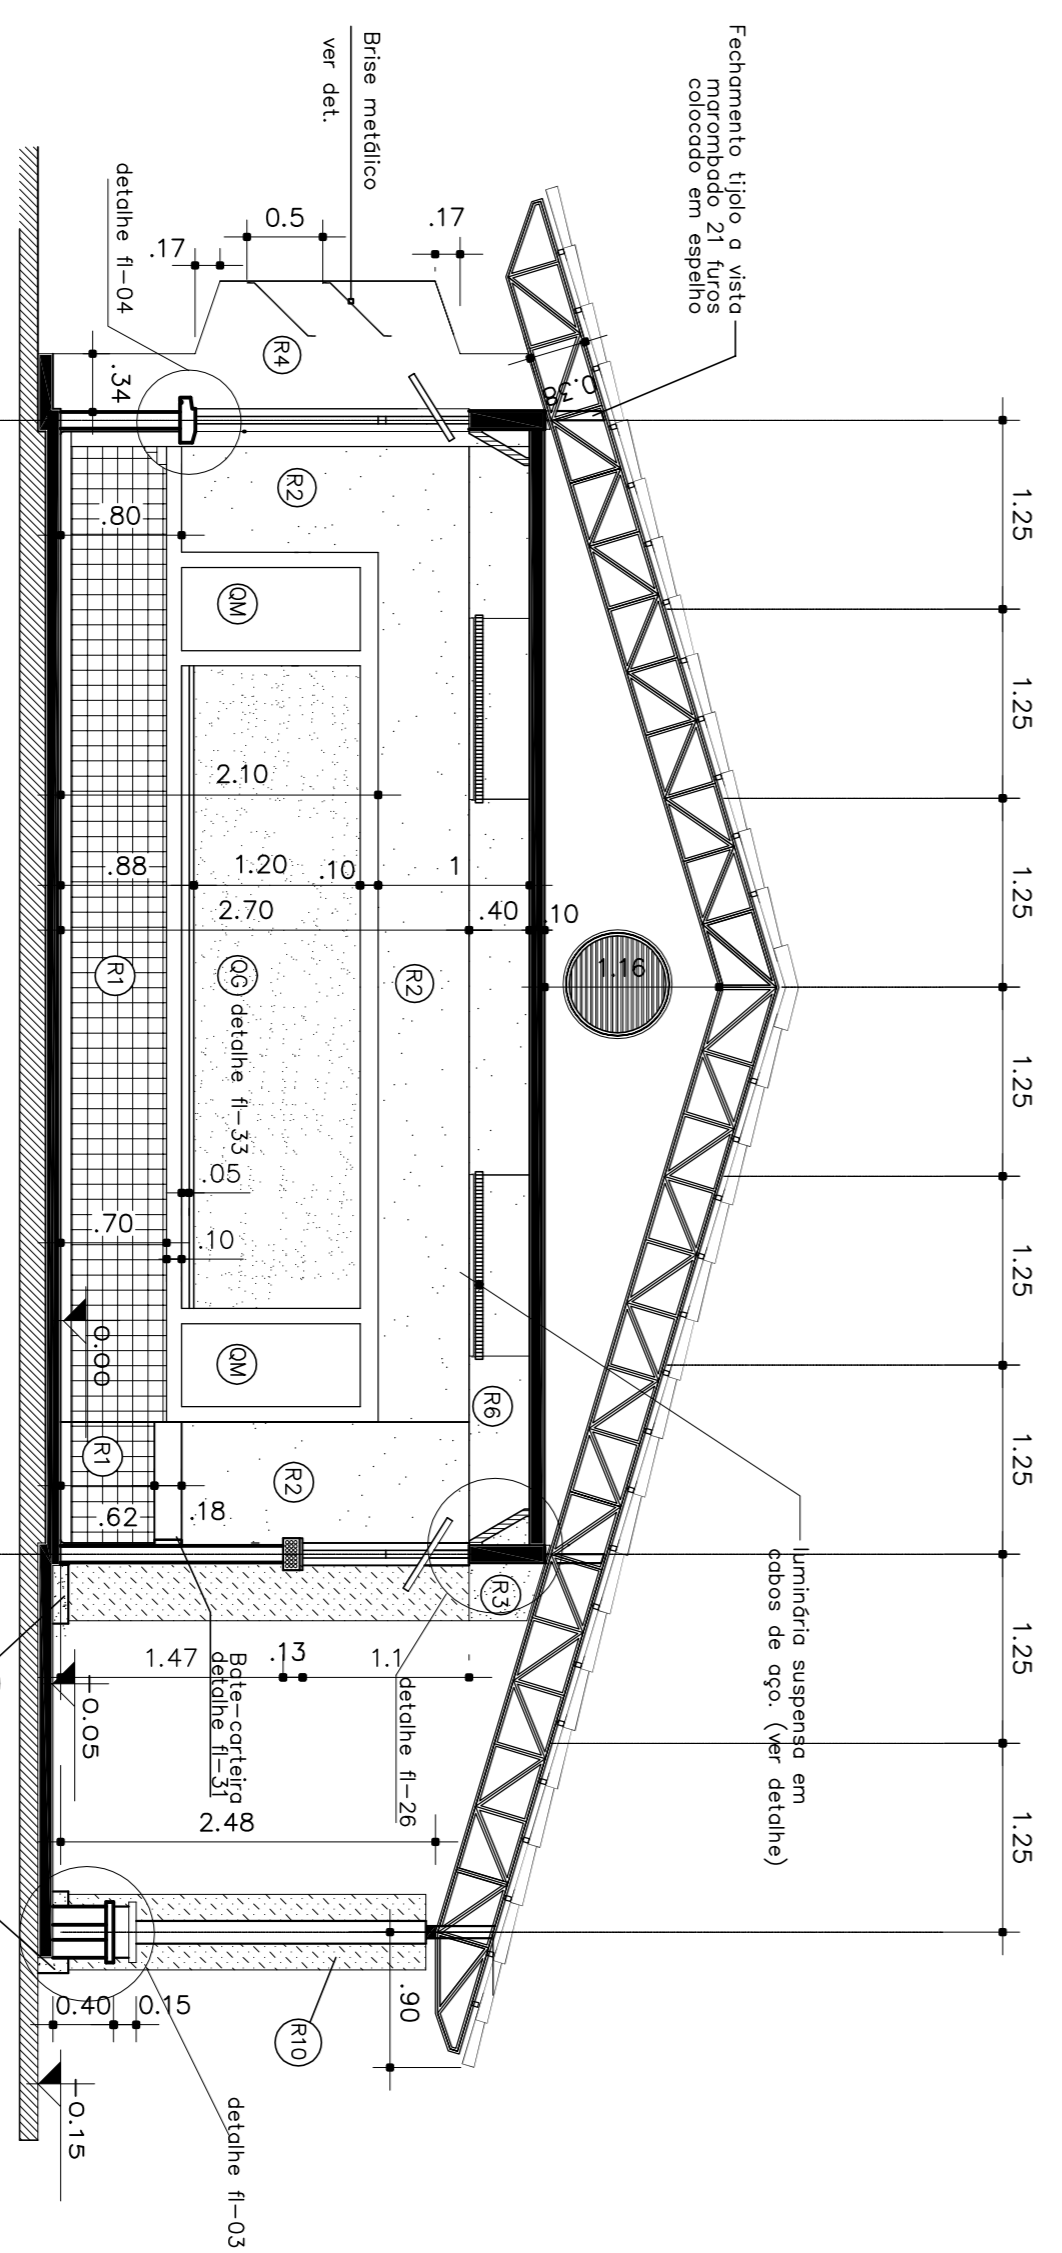 1.25
1.25
1.25
1.25
1.25
1.25
1.25
1.25
Fechamento tijolo a vista
marombado 21 furos
colocado em espelho
luminária suspensa em
cabos de aço. (ver detalhe)
Brise metálico
ver det.
0.38
1.16
.17
0.5
.17
R4
detalhe fl-04
.34
R2
.80
QM
2.10
.88
1.20
.10
1
2.70
.40
.10
R1
QG detalhe fl-33
R2
.05
.70
.10
0.00
QM
R6
R1
R2
.62
.18
R3
1.47
.13
1.1
-0.05
Bate-carteira
detalhe fl-31
detalhe fl-26
2.48
.90
0.40
0.15
R10
-0.15
detalhe fl-03